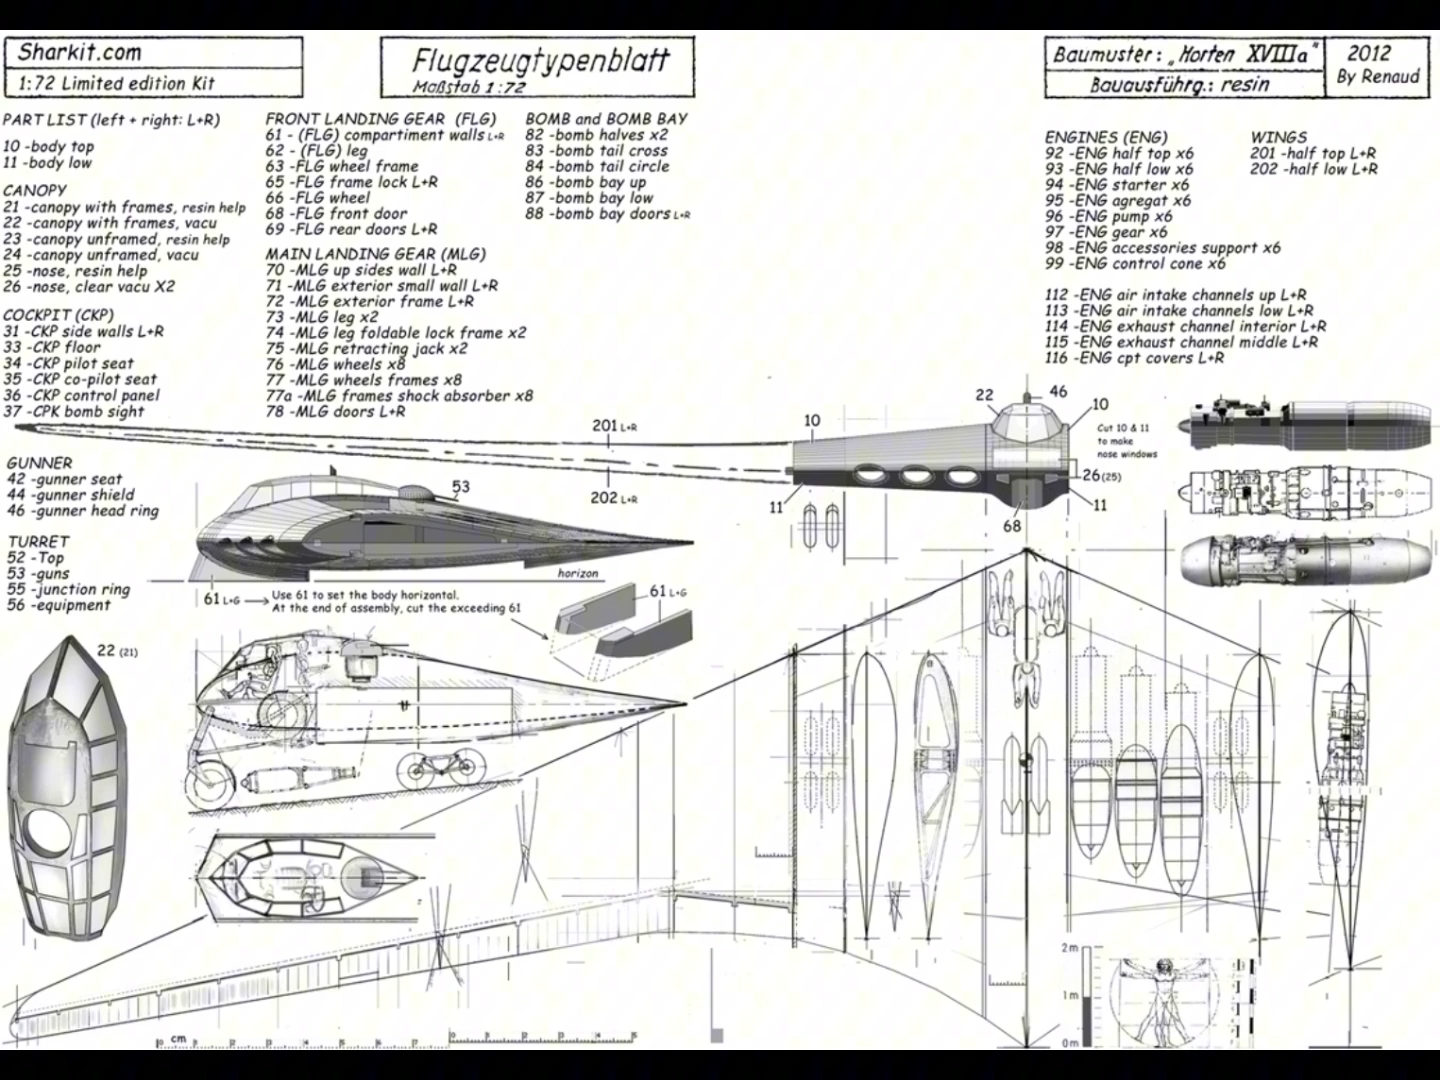 Sharkit.com
1:72 Limited edition Kit
Flugzeugtypenblatt
Maßstab 1:72
Baumuster: „Horten XVIIIa"
Bauausführg.: resin
2012
By Renaud
PART LIST (left + right: L+R)
10 -body top
11 -body low
CANOPY
21 -canopy with frames, resin help
22 -canopy with frames, vacu
23 -canopy unframed, resin help
24 -canopy unframed, vacu
25 -nose, resin help
26 -nose, clear vacu X2
COCKPIT (CKP)
31 -CKP side walls L+R
33 -CKP floor
34 -CKP pilot seat
35 -CKP co-pilot seat
36 -CKP control panel
37 -CPK bomb sight
GUNNER
42 -gunner seat
44 -gunner shield
46 -gunner head ring
TURRET
52 -Top
53 -guns
55 -junction ring
56 -equipment
FRONT LANDING GEAR (FLG)
61 - (FLG) compartiment walls L+R
62 - (FLG) leg
63 -FLG wheel frame
65 -FLG frame lock L+R
66 -FLG wheel
68 -FLG front door
69 -FLG rear doors L+R
MAIN LANDING GEAR (MLG)
70 -MLG up sides wall L+R
71 -MLG exterior small wall L+R
72 -MLG exterior frame L+R
73 -MLG leg x2
74 -MLG leg foldable lock frame x2
75 -MLG retracting jack x2
76 -MLG wheels x8
77 -MLG wheels frames x8
77a -MLG frames shock absorber x8
78 -MLG doors L+R
BOMB and BOMB BAY
82 -bomb halves x2
83 -bomb tail cross
84 -bomb tail circle
86 -bomb bay up
87 -bomb bay low
88 -bomb bay doors L+R
ENGINES (ENG)
92 -ENG half top x6
93 -ENG half low x6
94 -ENG starter x6
95 -ENG agregat x6
96 -ENG pump x6
97 -ENG gear x6
98 -ENG accessories support x6
99 -ENG control cone x6
112 -ENG air intake channels up L+R
113 -ENG air intake channels low L+R
114 -ENG exhaust channel interior L+R
115 -ENG exhaust channel middle L+R
116 -ENG cpt covers L+R
WINGS
201 -half top L+R
202 -half low L+R
201 L+R
202 L+R
10
22
46
10
Cut 10 & 11
to make
nose windows
26(25)
11
11
68
53
horizon
61 L+G
Use 61 to set the body horizontal.
At the end of assembly, cut the exceeding 61
61 L+G
22 (21)
2m
1m
0m
cm